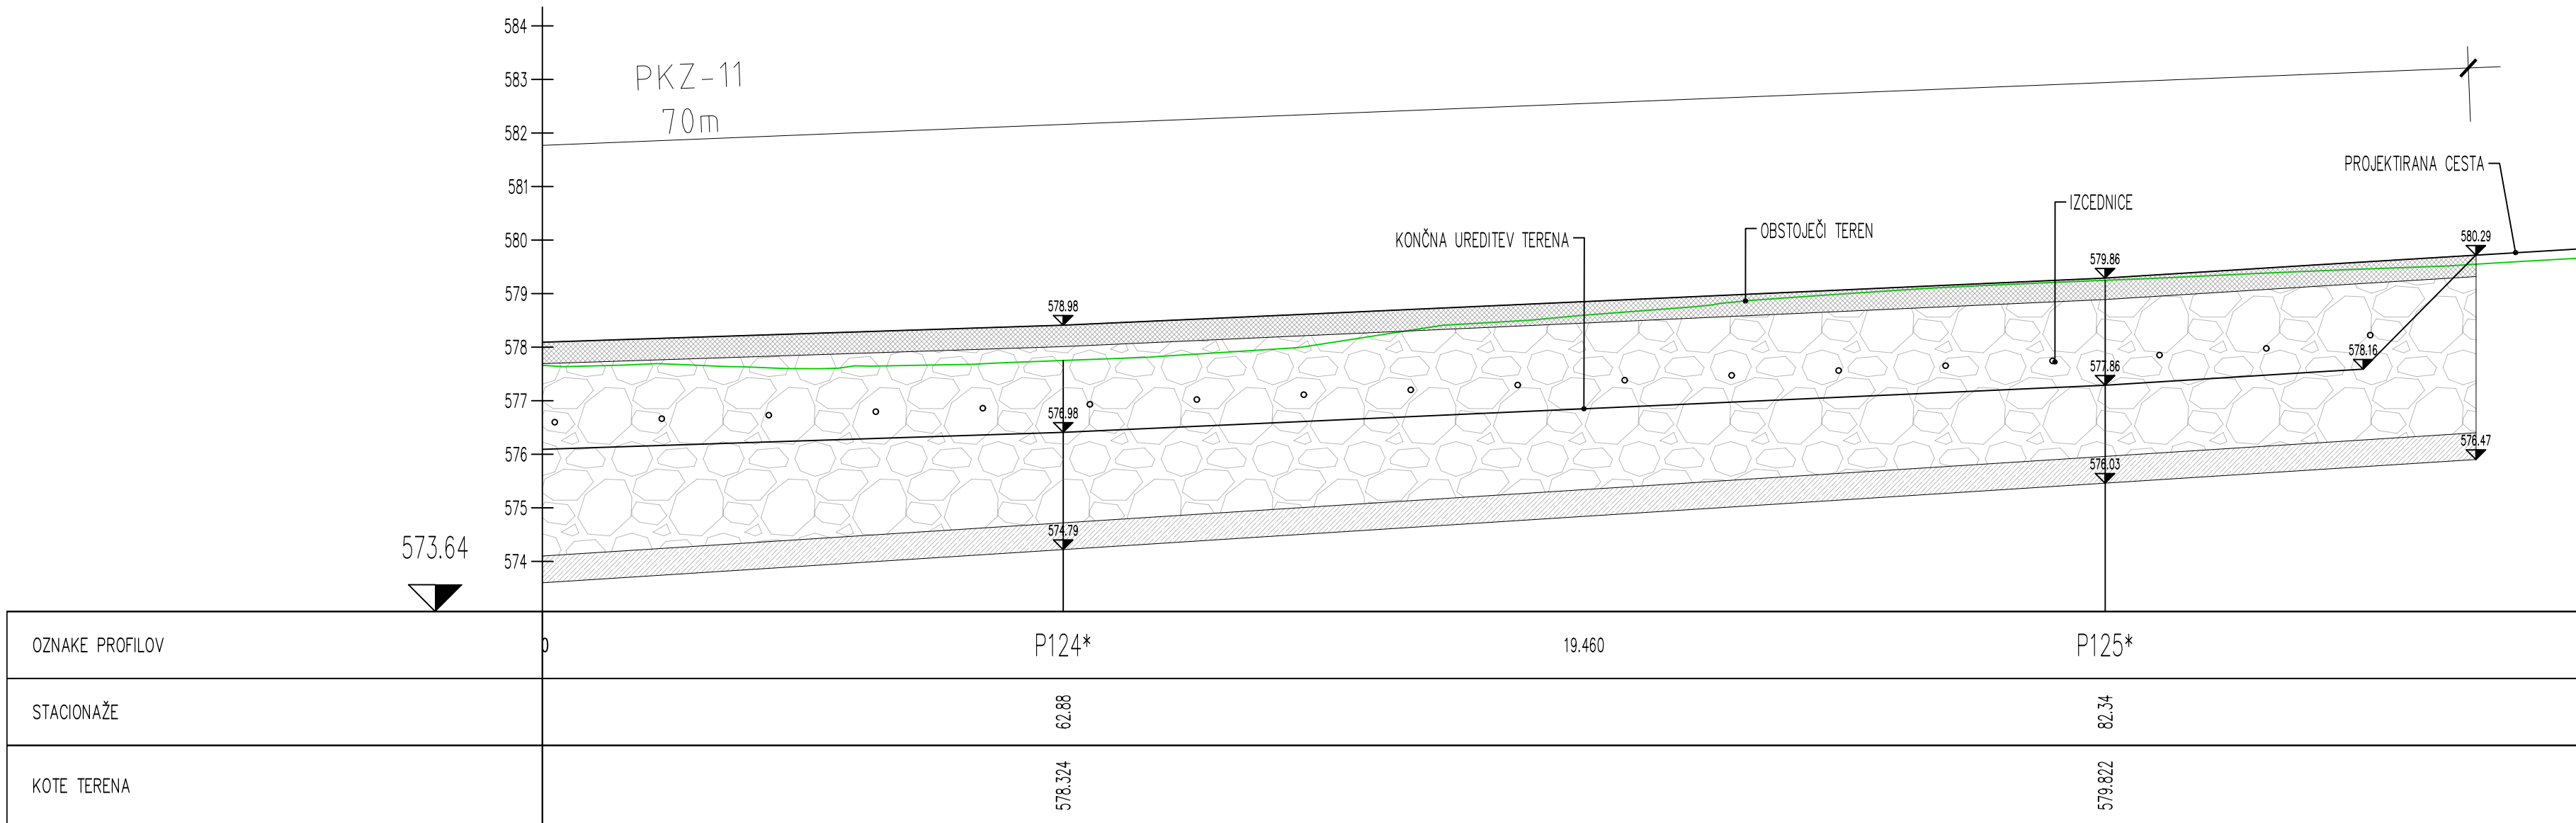 584
583
582
581
580
579
578
577
576
575
574
PKZ-11
70m
PROJEKTIRANA CESTA
IZCEDNICE
OBSTOJEČI TEREN
KONČNA UREDITEV TERENA
580.29
579.86
578.98
578.16
577.86
576.98
576.47
576.03
574.79
573.64
OZNAKE PROFILOV
P124*
19.460
P125*
STACIONAŽE
62.88
82.34
KOTE TERENA
578.324
579.822